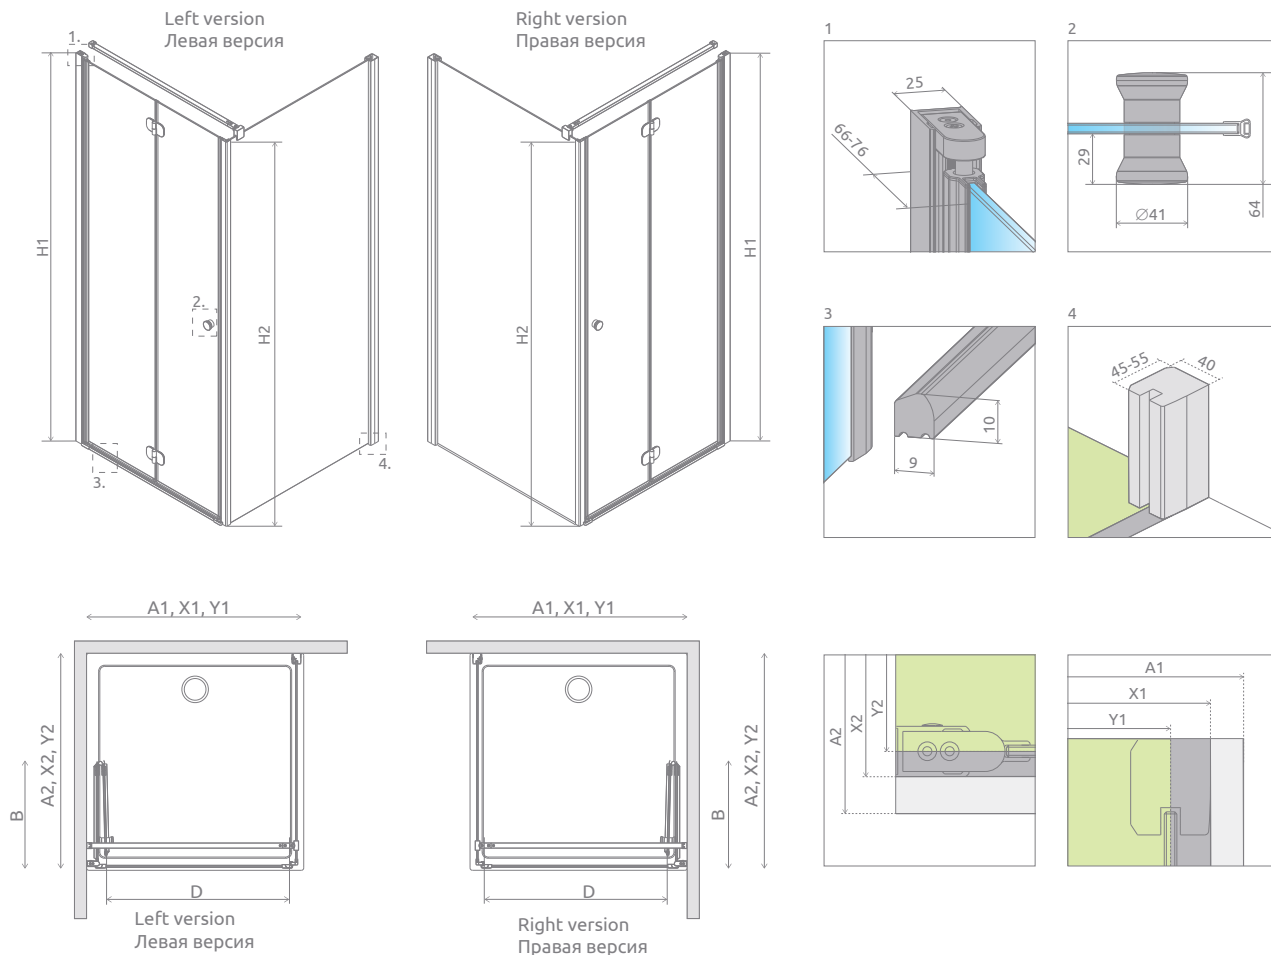 Left version
Левая версия
Right version
Правая версия
1.
H1
2.
H2
3.
4.
H1
H2
1
25
66-76
2
29
64
∅41
3
10
9
4
45-55
40
A1, X1, Y1
A2, X2, Y2
B
D
Left version
Левая версия
A1, X1, Y1
A2, X2, Y2
B
D
Right version
Правая версия
A2
X2
Y2
A1
X1
Y1